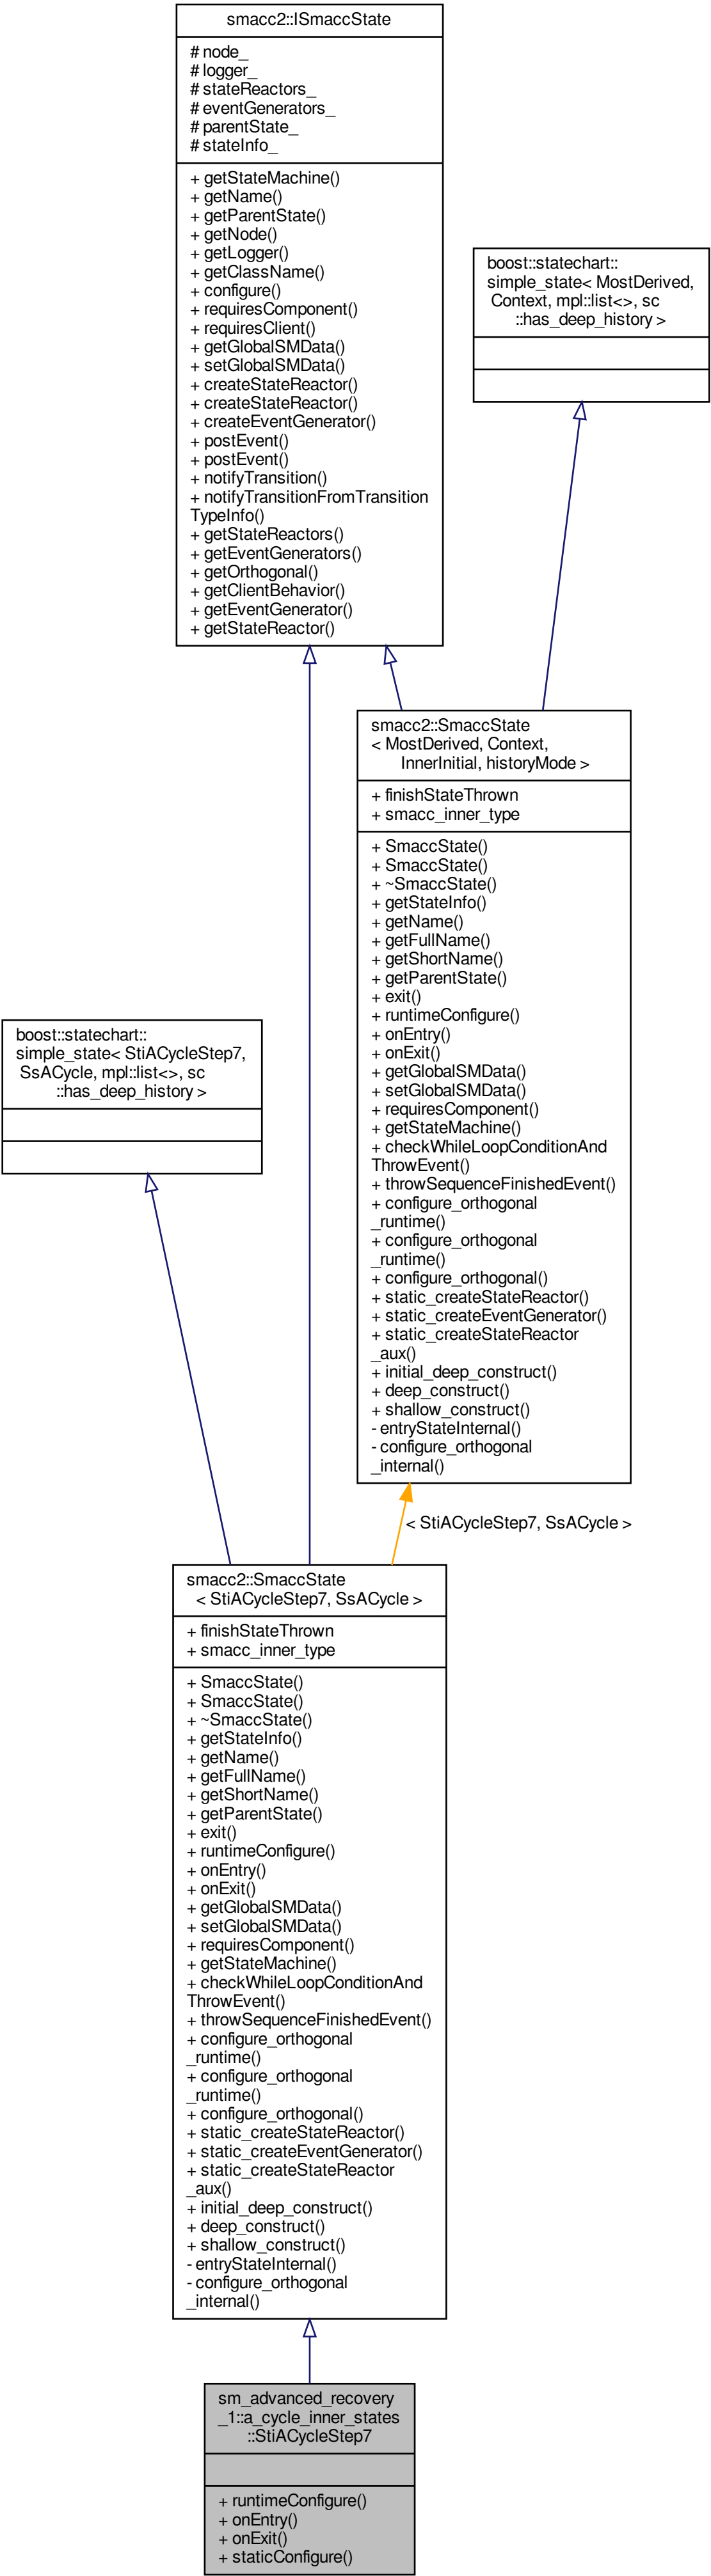 smacc2::ISmaccState
# node_
# logger_
# stateReactors_
# eventGenerators_
# parentState_
# stateInfo_
+ getStateMachine()
+ getName()
+ getParentState()
+ getNode()
+ getLogger()
+ getClassName()
+ configure()
+ requiresComponent()
+ requiresClient()
+ getGlobalSMData()
+ setGlobalSMData()
+ createStateReactor()
+ createStateReactor()
+ createEventGenerator()
+ postEvent()
+ postEvent()
+ notifyTransition()
+ notifyTransitionFromTransition
TypeInfo()
+ getStateReactors()
+ getEventGenerators()
+ getOrthogonal()
+ getClientBehavior()
+ getEventGenerator()
+ getStateReactor()
boost::statechart::
simple_state< MostDerived,
Context, mpl::list<>, sc
::has_deep_history >
smacc2::SmaccState
< MostDerived, Context,
InnerInitial, historyMode >
+ finishStateThrown
+ smacc_inner_type
+ SmaccState()
+ SmaccState()
+ ~SmaccState()
+ getStateInfo()
+ getName()
+ getFullName()
+ getShortName()
+ getParentState()
+ exit()
+ runtimeConfigure()
+ onEntry()
+ onExit()
+ getGlobalSMData()
+ setGlobalSMData()
+ requiresComponent()
+ getStateMachine()
+ checkWhileLoopConditionAnd
ThrowEvent()
+ throwSequenceFinishedEvent()
+ configure_orthogonal
_runtime()
+ configure_orthogonal
_runtime()
+ configure_orthogonal()
+ static_createStateReactor()
+ static_createEventGenerator()
+ static_createStateReactor
_aux()
+ initial_deep_construct()
+ deep_construct()
+ shallow_construct()
- entryStateInternal()
- configure_orthogonal
_internal()
boost::statechart::
simple_state< StiACycleStep7,
SsACycle, mpl::list<>, sc
::has_deep_history >
< StiACycleStep7, SsACycle >
smacc2::SmaccState
< StiACycleStep7, SsACycle >
+ finishStateThrown
+ smacc_inner_type
+ SmaccState()
+ SmaccState()
+ ~SmaccState()
+ getStateInfo()
+ getName()
+ getFullName()
+ getShortName()
+ getParentState()
+ exit()
+ runtimeConfigure()
+ onEntry()
+ onExit()
+ getGlobalSMData()
+ setGlobalSMData()
+ requiresComponent()
+ getStateMachine()
+ checkWhileLoopConditionAnd
ThrowEvent()
+ throwSequenceFinishedEvent()
+ configure_orthogonal
_runtime()
+ configure_orthogonal
_runtime()
+ configure_orthogonal()
+ static_createStateReactor()
+ static_createEventGenerator()
+ static_createStateReactor
_aux()
+ initial_deep_construct()
+ deep_construct()
+ shallow_construct()
- entryStateInternal()
- configure_orthogonal
_internal()
sm_advanced_recovery
_1::a_cycle_inner_states
::StiACycleStep7
+ runtimeConfigure()
+ onEntry()
+ onExit()
+ staticConfigure()